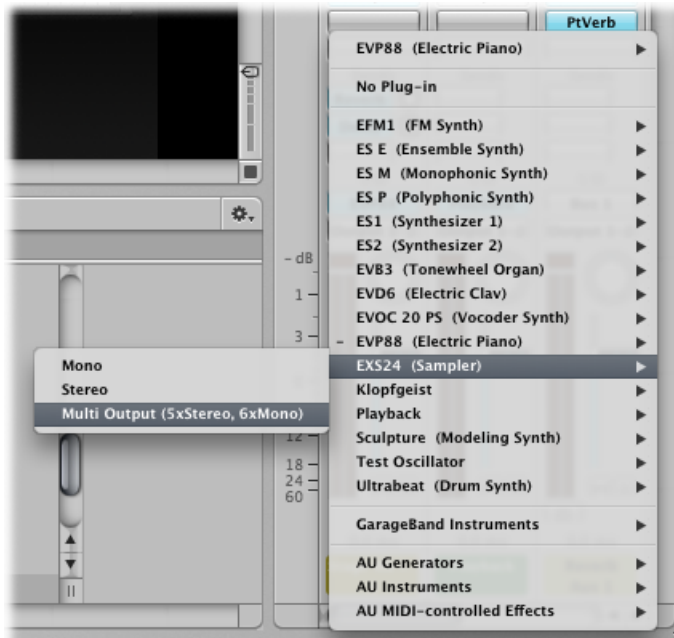 PtVerb
EVP88 (Electric Piano)
No Plug-in
EFM1 (FM Synth)
ES E (Ensemble Synth)
ES M (Monophonic Synth)
ES P (Polyphonic Synth)
ES1 (Synthesizer 1)
ES2 (Synthesizer 2)
EVB3 (Tonewheel Organ)
EVD6 (Electric Clav)
EVOC 20 PS (Vocoder Synth)
- EVP88 (Electric Piano)
EXS24 (Sampler)
Klopfgeist
Playback
Sculpture (Modeling Synth)
Test Oscillator
Ultrabeat (Drum Synth)
GarageBand Instruments
AU Generators
AU Instruments
AU MIDI-controlled Effects
Mono
Stereo
Multi Output (5xStereo, 6xMono)
- dB
1
3
12
18
24
60